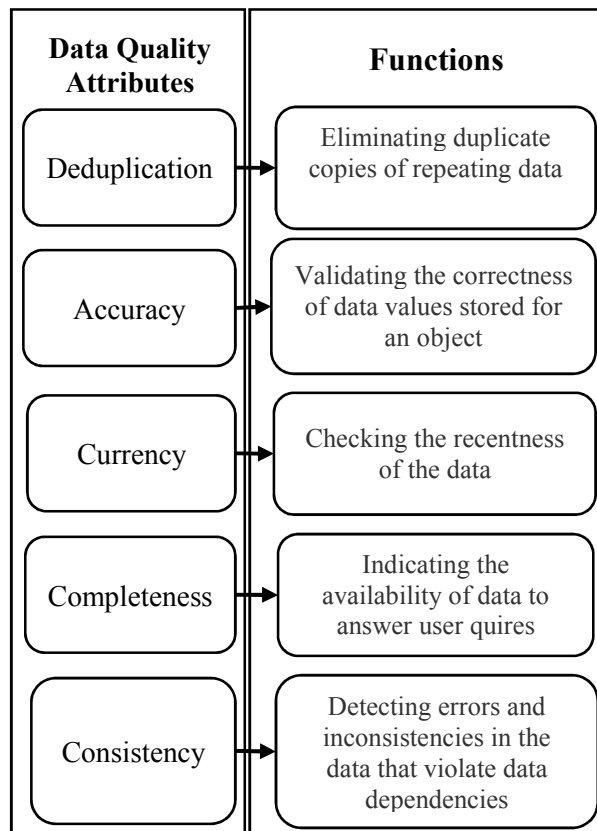 Data Quality
Attributes
Functions
Deduplication
Eliminating duplicate
copies of repeating data
Accuracy
Validating the correctness
of data values stored for
an object
Currency
Checking the recentness
of the data
Completeness
Indicating the
availability of data to
answer user quires
Consistency
Detecting errors and
inconsistencies in the
data that violate data
dependencies